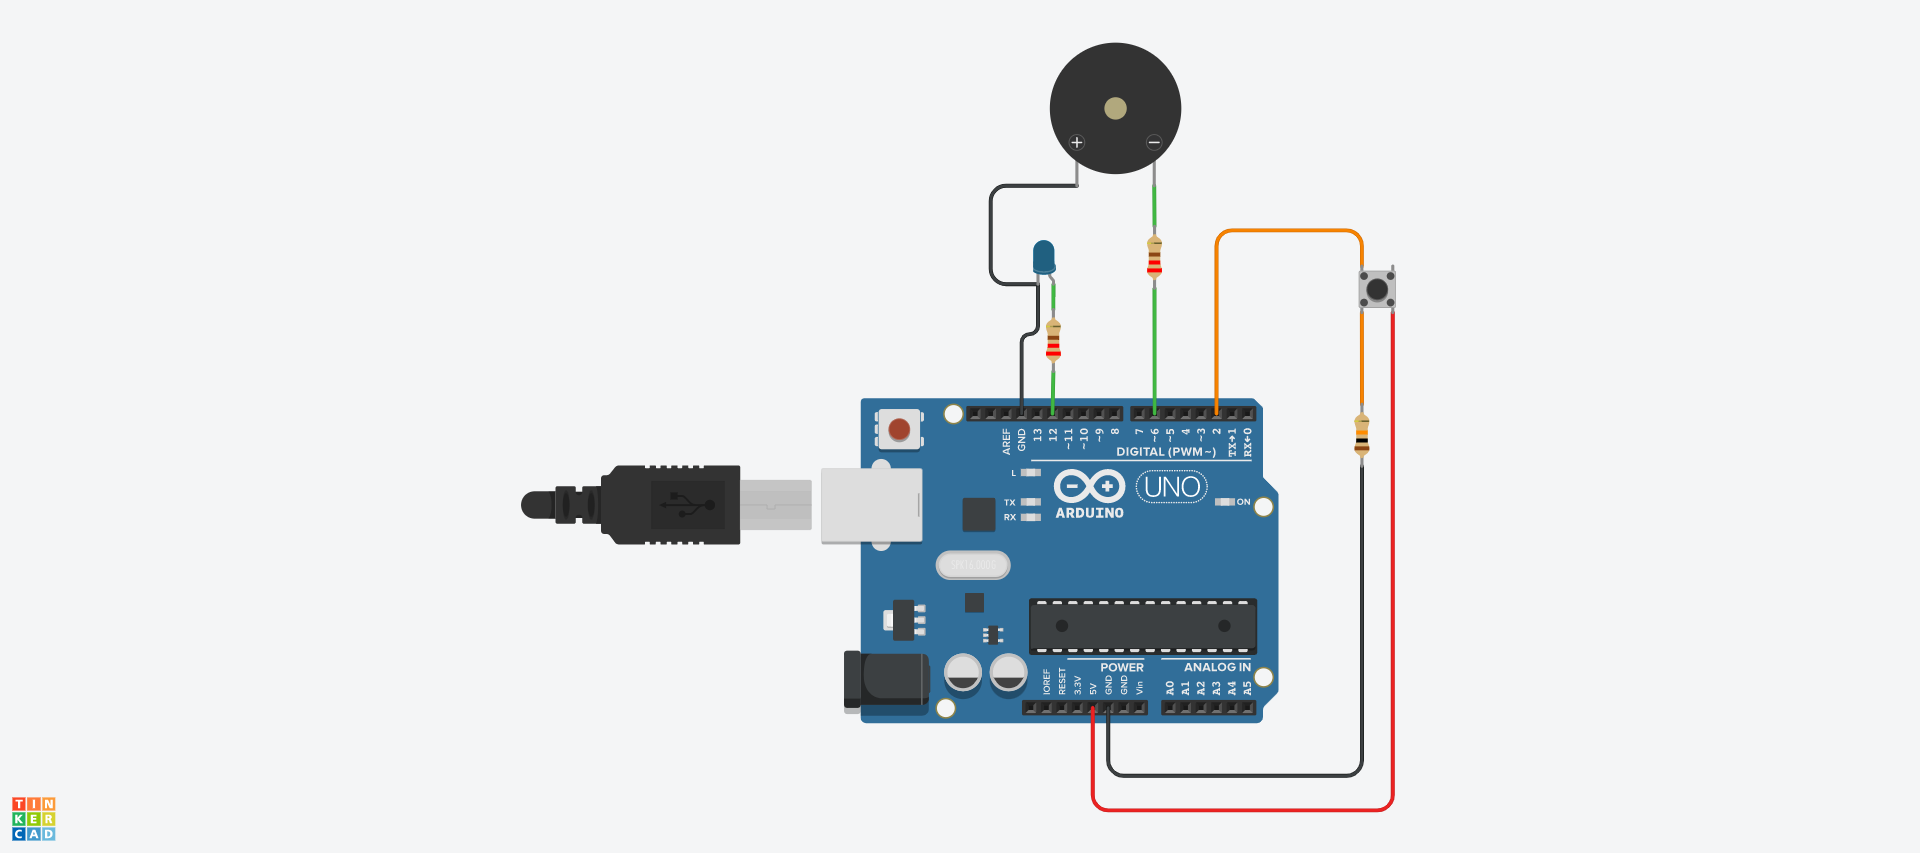 + −
AREF GND 13 12 ~11 ~10 ~9 8 7 ~6 ~5 4 ~3 2 TX→1 RX←0
DIGITAL (PWM~)
L
TX
RX
UNO
ARDUINO
ON
POWER
ANALOG IN
IOREF RESET 3.3V 5V GND GND Vin A0 A1 A2 A3 A4 A5
TIN
KER
CAD